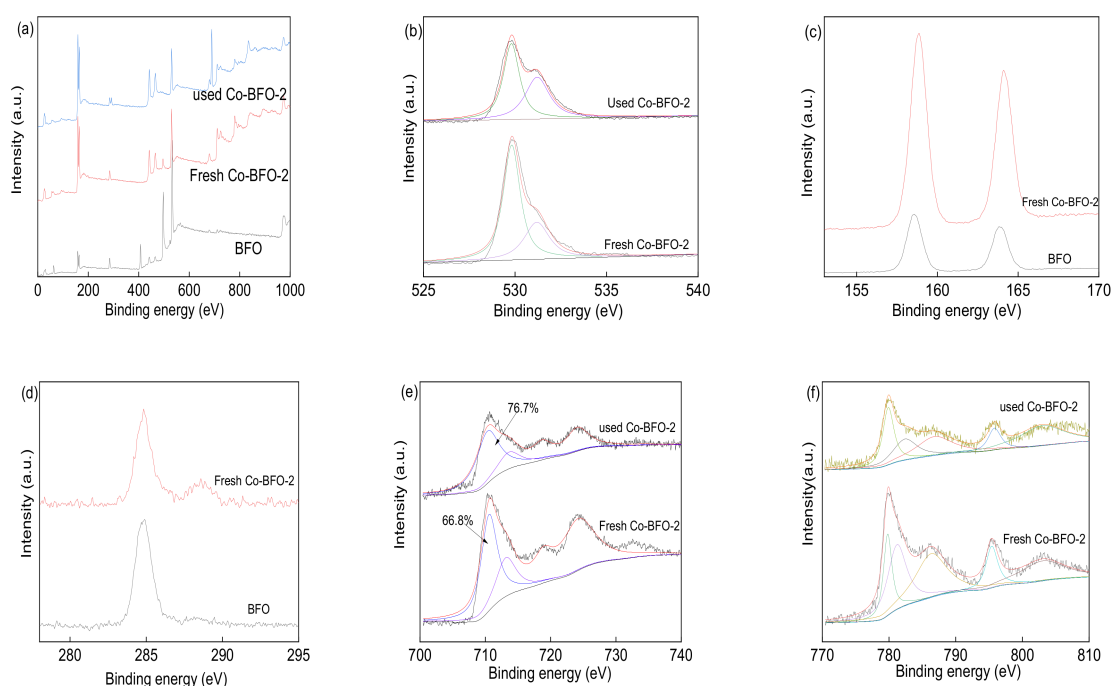 (a)
Intensity (a.u.)
used Co-BFO-2
Fresh Co-BFO-2
BFO
0 200 400 600 800 1000
Binding energy (eV)
(b)
Intensity (a.u.)
Used Co-BFO-2
Fresh Co-BFO-2
525 530 535 540
Binding energy (eV)
(c)
Intensity (a.u.)
Fresh Co-BFO-2
BFO
155 160 165 170
Binding energy (eV)
(d)
Intensity (a.u.)
Fresh Co-BFO-2
BFO
280 285 290 295
Binding energy (eV)
(e)
Intensity (a.u.)
76.7%
used Co-BFO-2
66.8%
Fresh Co-BFO-2
700 710 720 730 740
Binding energy (eV)
(f)
Intensity(a.u.)
used Co-BFO-2
Fresh Co-BFO-2
770 780 790 800 810
Binding energy (eV)